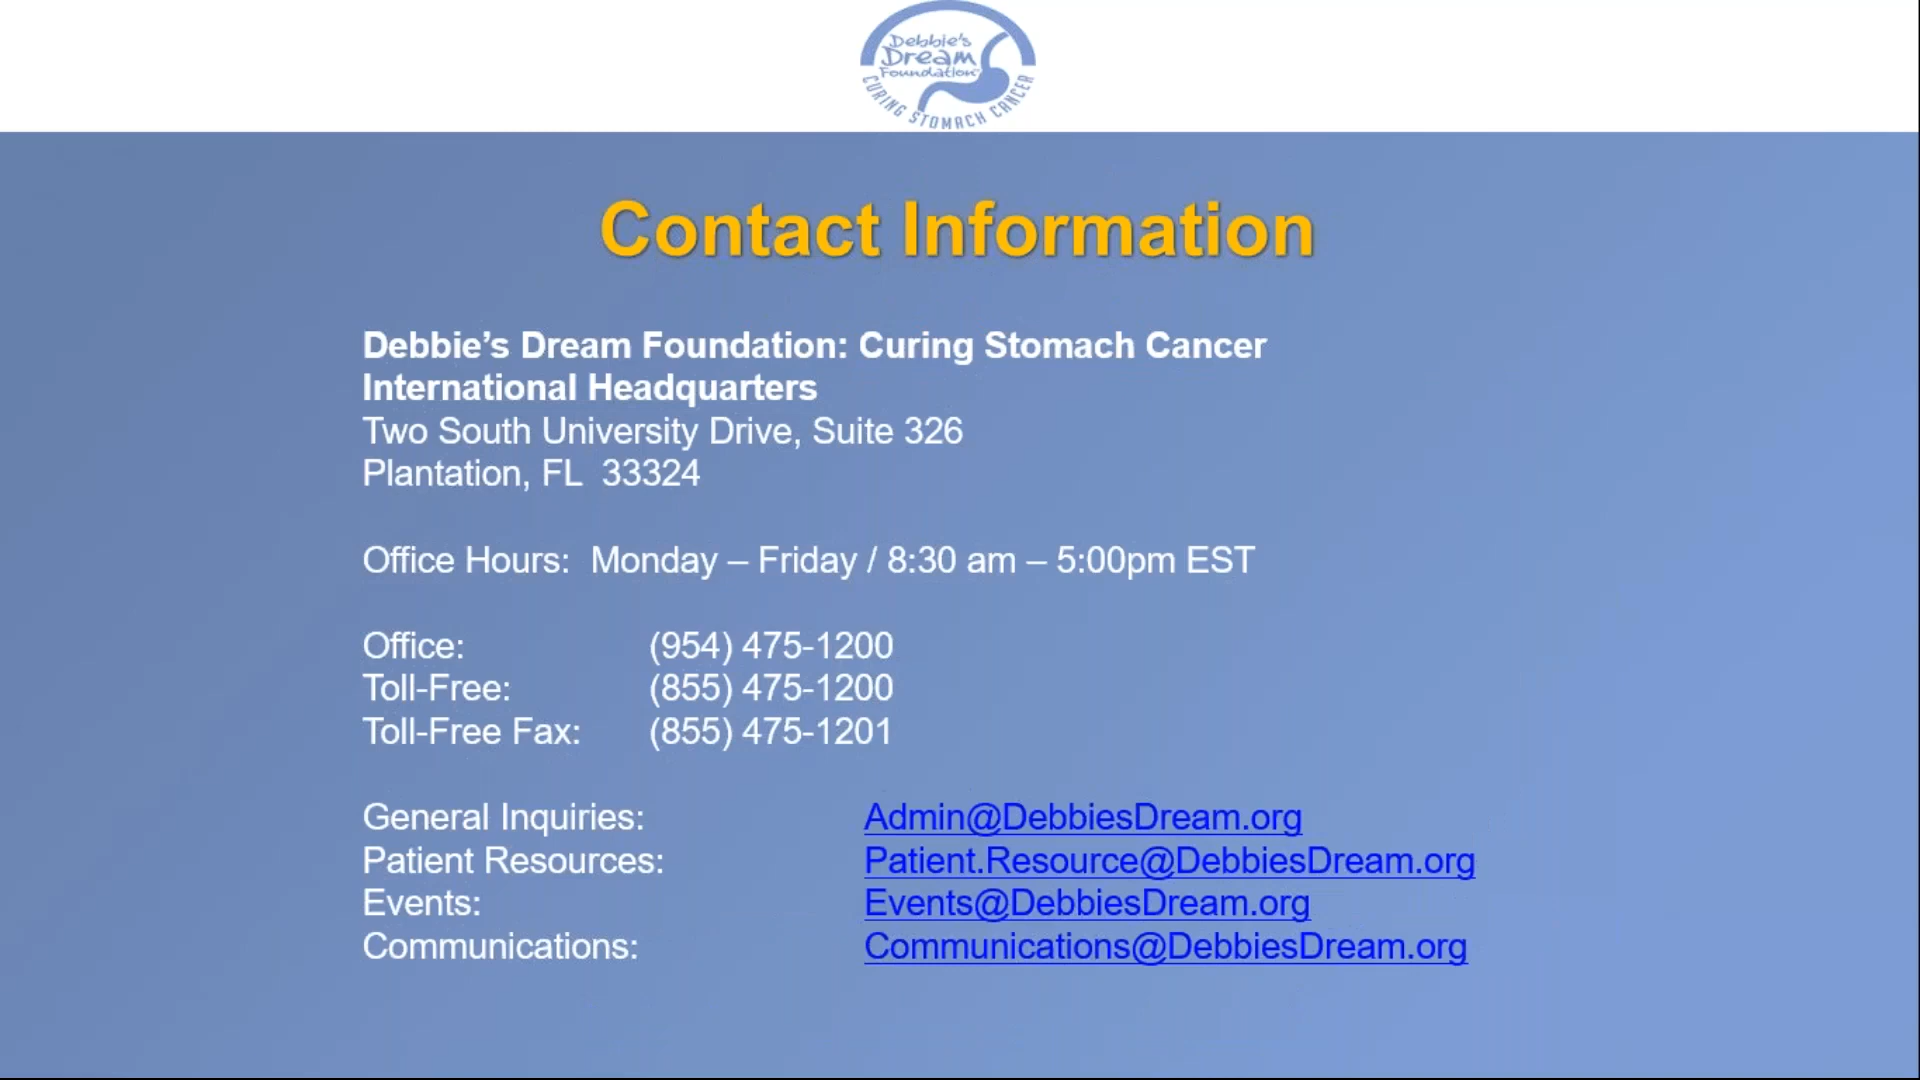 Debbie's
Dream
Foundation
CURING STOMACH CANCER
Contact Information
Debbie’s Dream Foundation: Curing Stomach Cancer
International Headquarters
Two South University Drive, Suite 326
Plantation, FL  33324
Office Hours:  Monday – Friday / 8:30 am – 5:00pm EST
Office: (954) 475-1200
Toll-Free: (855) 475-1200
Toll-Free Fax: (855) 475-1201
General Inquiries: Admin@DebbiesDream.org
Patient Resources: Patient.Resource@DebbiesDream.org
Events: Events@DebbiesDream.org
Communications: Communications@DebbiesDream.org